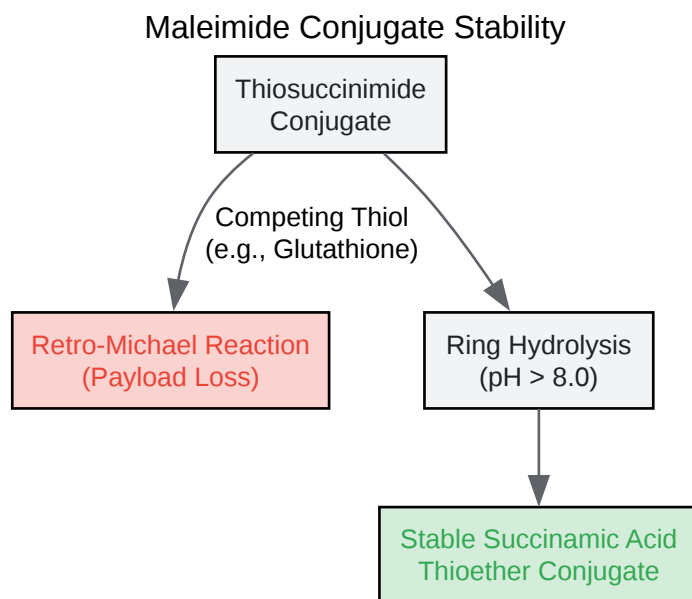 Maleimide Conjugate Stability
Thiosuccinimide
Conjugate
Competing Thiol
(e.g., Glutathione)
Retro-Michael Reaction
(Payload Loss)
Ring Hydrolysis
(pH > 8.0)
Stable Succinamic Acid
Thioether Conjugate